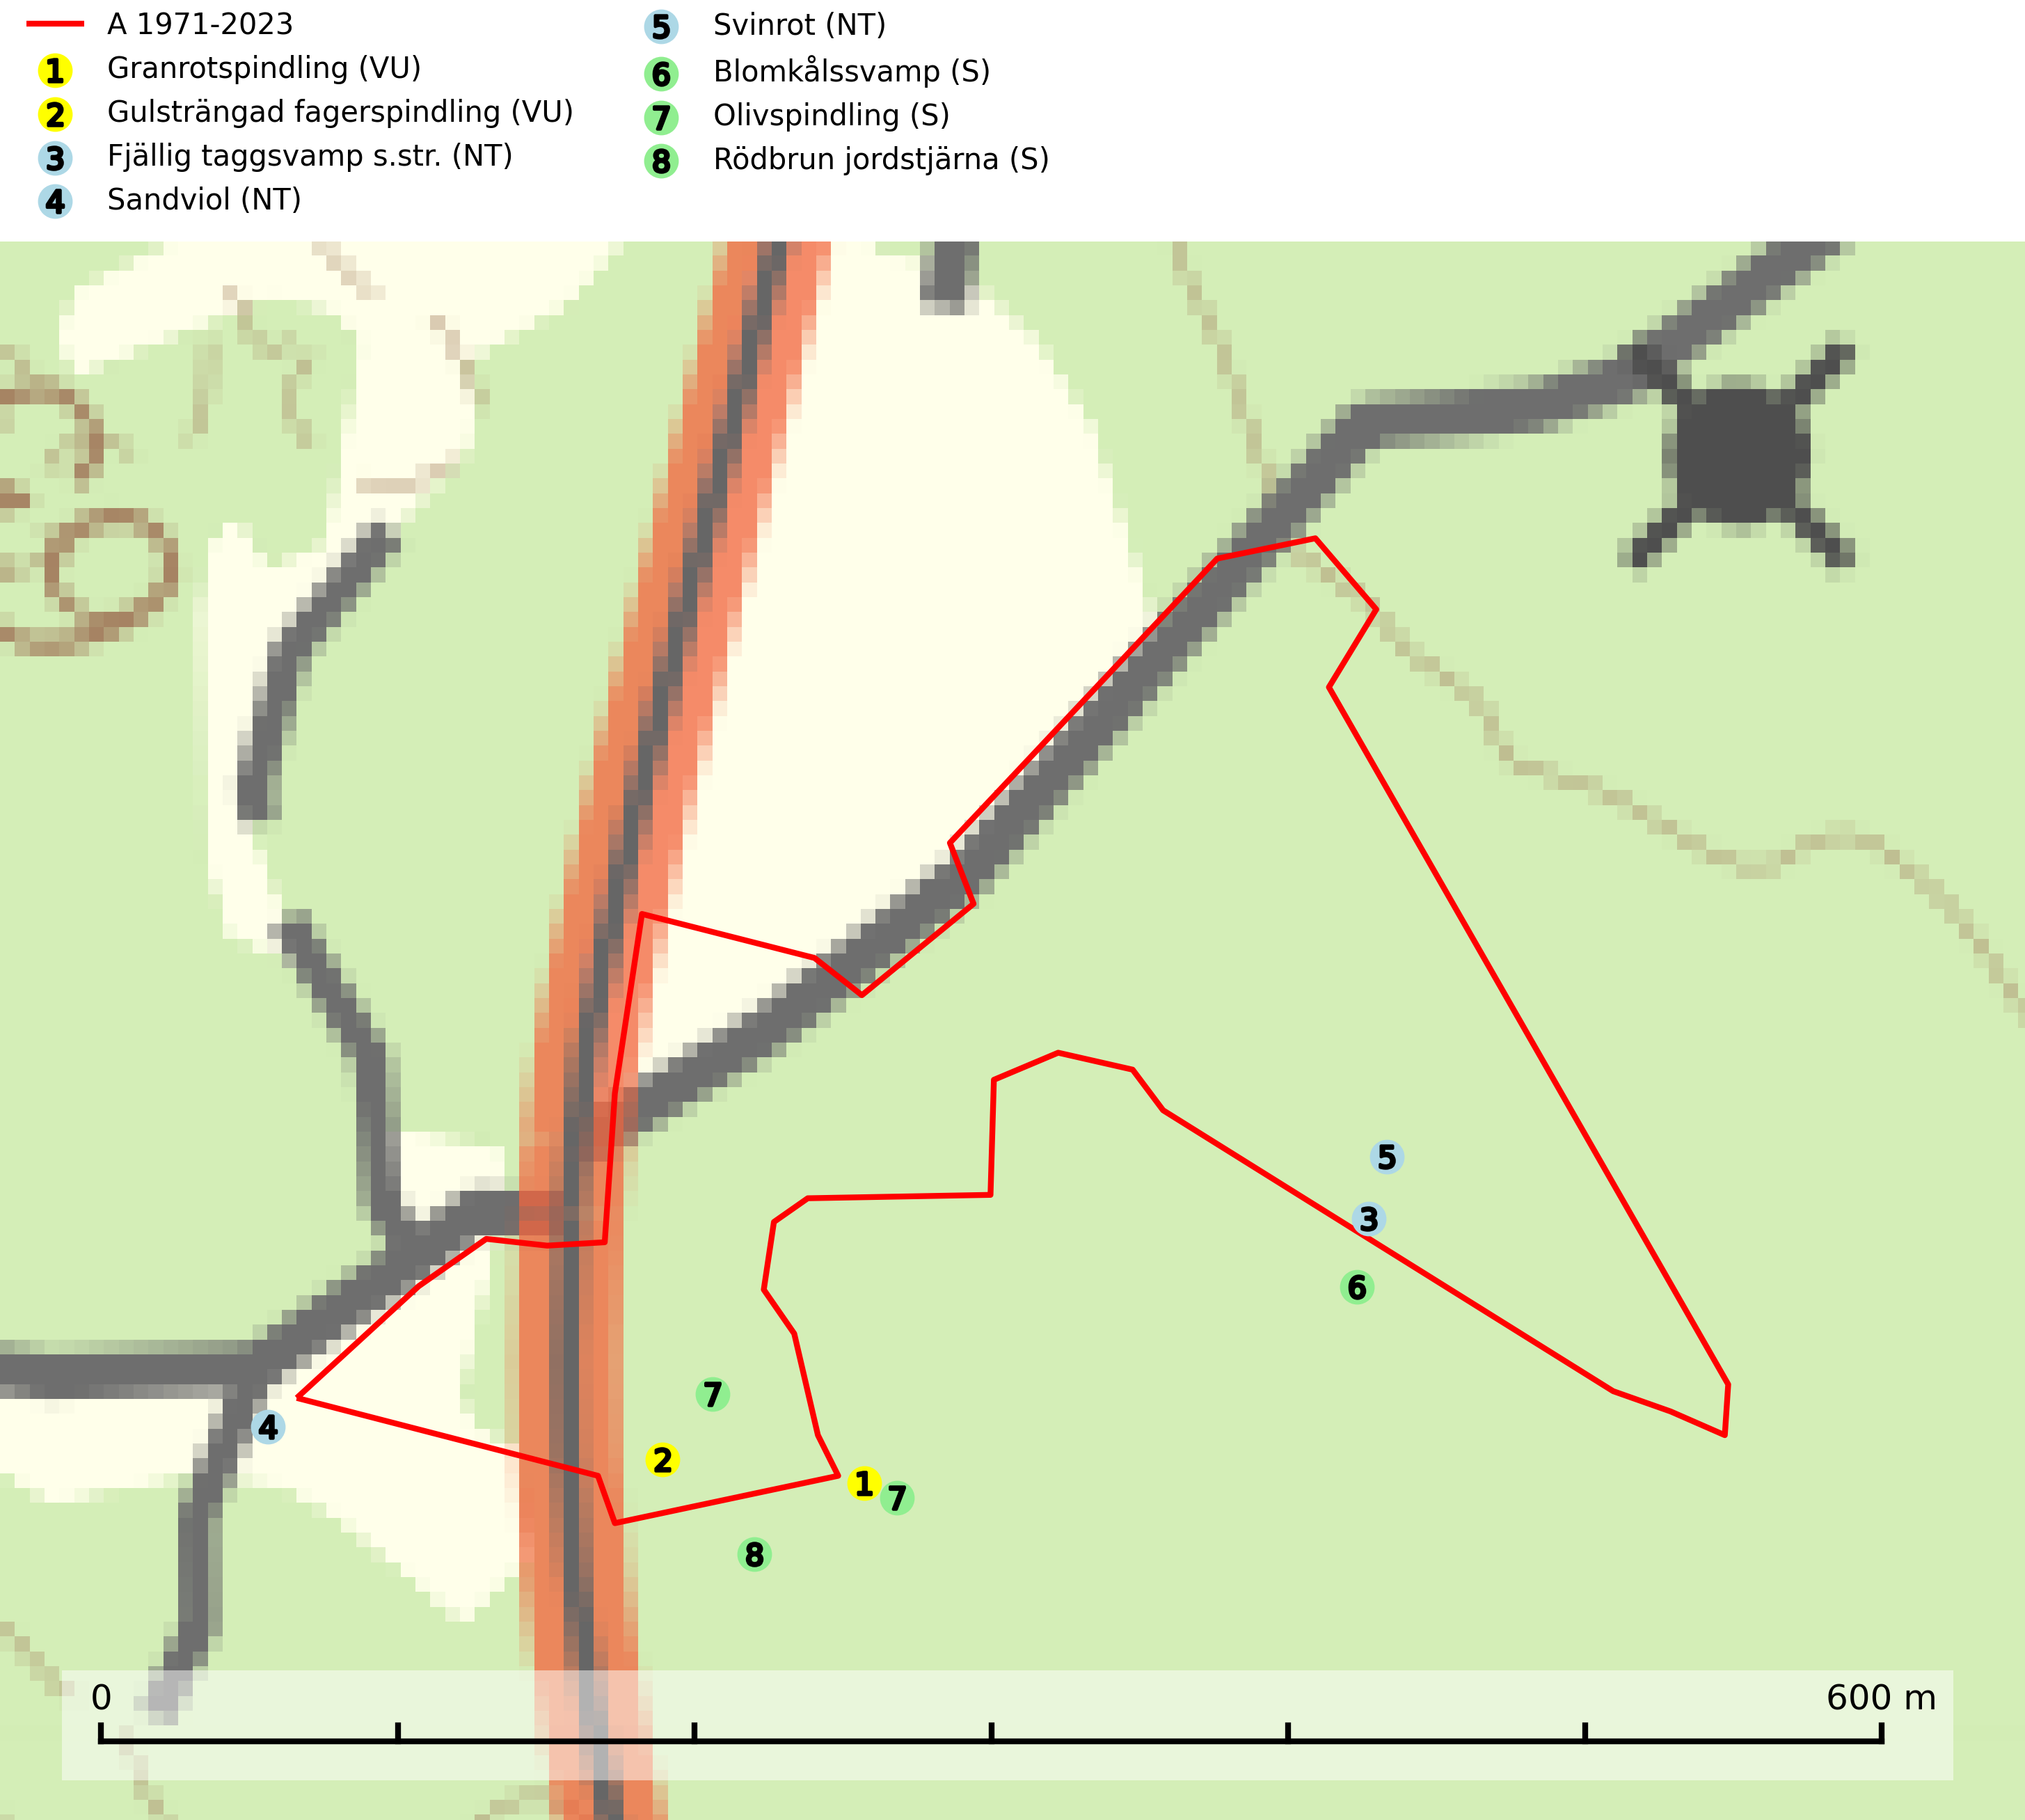 A 1971-2023
1 Granrotspindling (VU)
2 Gulsträngad fagerspindling (VU)
3 Fjällig taggsvamp s.str. (NT)
4 Sandviol (NT)
5 Svinrot (NT)
6 Blomkålssvamp (S)
7 Olivspindling (S)
8 Rödbrun jordstjärna (S)
5
3
6
7
4
2
1
7
8
0 600 m